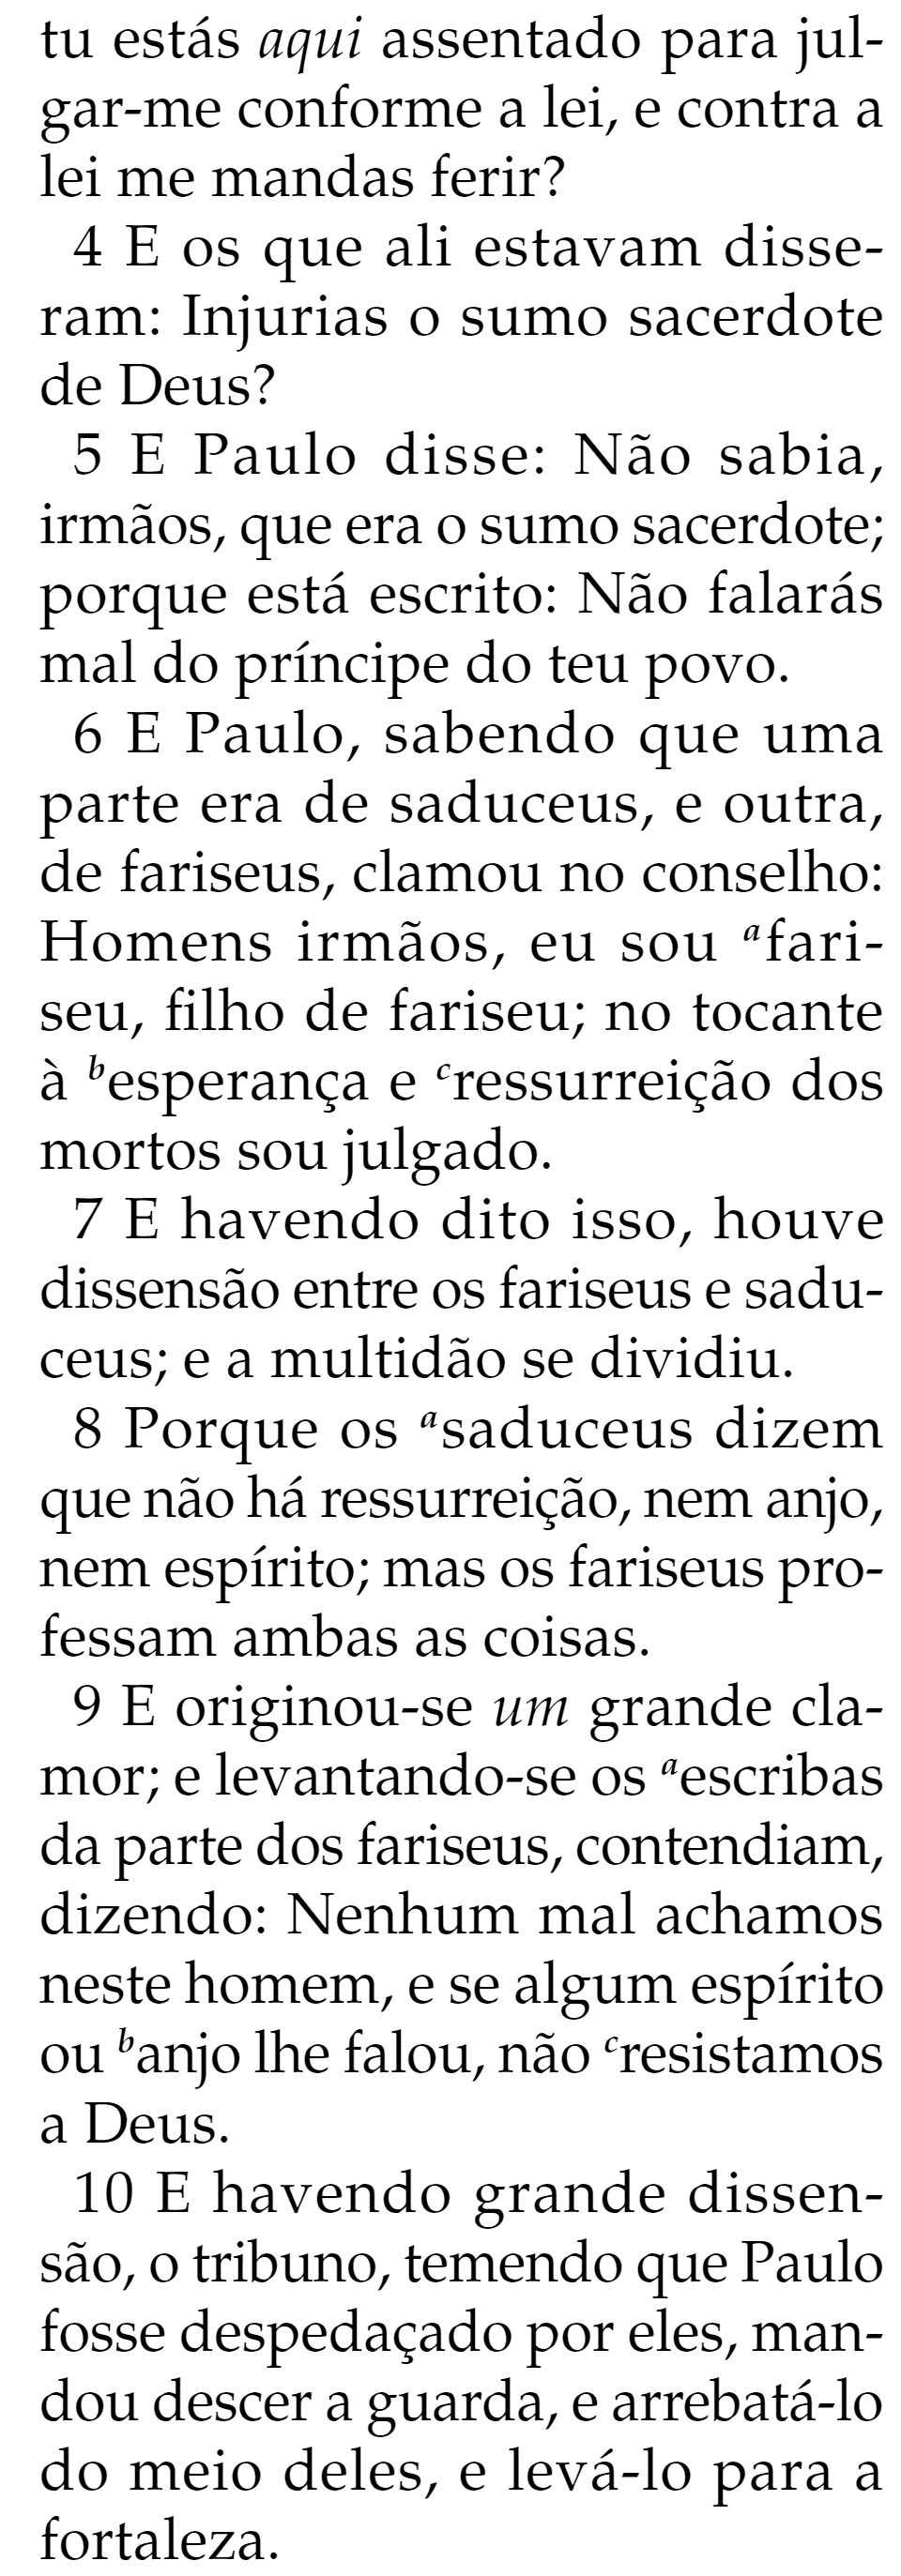 tu estás aqui assentado para jul-
gar-me conforme a lei, e contra a
lei me mandas ferir?
4 E os que ali estavam disse-
ram: Injurias o sumo sacerdote
de Deus?
5 E Paulo disse: Não sabia,
irmãos, que era o sumo sacerdote;
porque está escrito: Não falarás
mal do príncipe do teu povo.
6 E Paulo, sabendo que uma
parte era de saduceus, e outra,
de fariseus, clamou no conselho:
Homens irmãos, eu sou ᵃfari-
seu, filho de fariseu; no tocante
à ᵇesperança e ᶜressurreição dos
mortos sou julgado.
7 E havendo dito isso, houve
dissensão entre os fariseus e sadu-
ceus; e a multidão se dividiu.
8 Porque os ᵃsaduceus dizem
que não há ressurreição, nem anjo,
nem espírito; mas os fariseus pro-
fessam ambas as coisas.
9 E originou-se um grande cla-
mor; e levantando-se os ᵃescribas
da parte dos fariseus, contendiam,
dizendo: Nenhum mal achamos
neste homem, e se algum espírito
ou ᵇanjo lhe falou, não ᶜresistamos
a Deus.
10 E havendo grande dissen-
são, o tribuno, temendo que Paulo
fosse despedaçado por eles, man-
dou descer a guarda, e arrebatá-lo
do meio deles, e levá-lo para a
fortaleza.